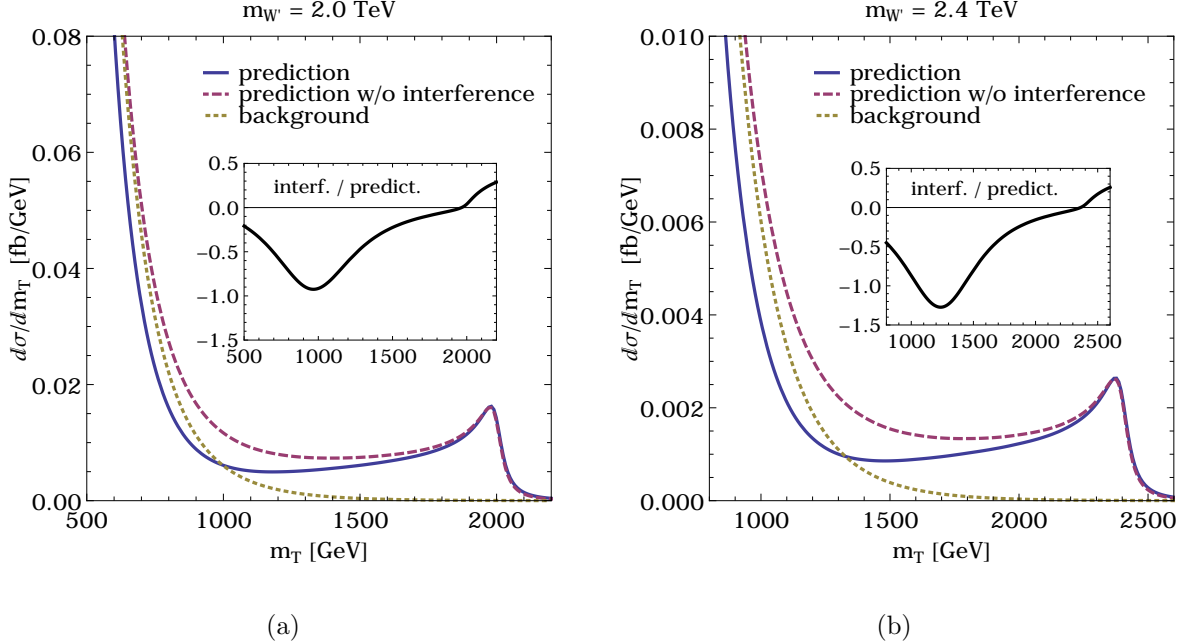 m_W' = 2.0 TeV
0.08
0.06
0.04
0.02
0.00
dσ/dm_T [fb/GeV]
prediction
prediction w/o interference
background
0.5
0.0
−0.5
−1.0
−1.5
interf. / predict.
500 1000 1500 2000
500 1000 1500 2000
m_T [GeV]
(a)
m_W' = 2.4 TeV
0.010
0.008
0.006
0.004
0.002
0.000
dσ/dm_T [fb/GeV]
prediction
prediction w/o interference
background
0.5
0.0
−0.5
−1.0
−1.5
interf. / predict.
1000 1500 2000 2500
1000 1500 2000 2500
m_T [GeV]
(b)